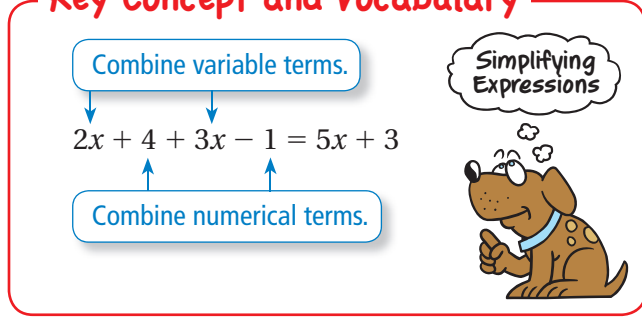 Key Concept and Vocabulary
Combine variable terms.
2x + 4 + 3x − 1 = 5x + 3
Combine numerical terms.
Simplifying
Expressions